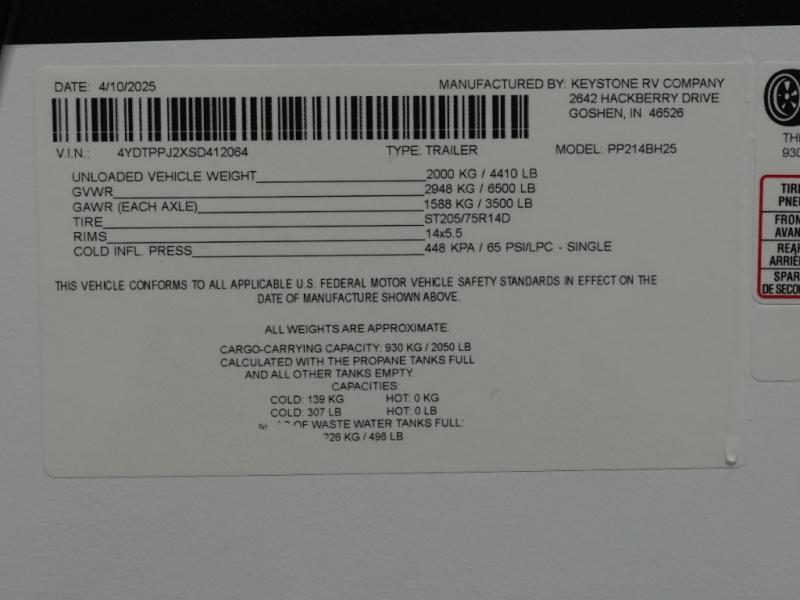 DATE: 4/10/2025
MANUFACTURED BY: KEYSTONE RV COMPANY
2642 HACKBERRY DRIVE
GOSHEN, IN 46526
V.I.N.: 4YDTPPJ2XSD412064 TYPE: TRAILER MODEL: PP214BH25
UNLOADED VEHICLE WEIGHT 2000 KG / 4410 LB
GVWR 2948 KG / 6500 LB
GAWR (EACH AXLE) 1588 KG / 3500 LB
TIRE ST205/75R14D
RIMS 14x5.5
COLD INFL. PRESS 448 KPA / 65 PSI/LPC - SINGLE
THIS VEHICLE CONFORMS TO ALL APPLICABLE U.S. FEDERAL MOTOR VEHICLE SAFETY STANDARDS IN EFFECT ON THE
DATE OF MANUFACTURE SHOWN ABOVE.
ALL WEIGHTS ARE APPROXIMATE.
CARGO-CARRYING CAPACITY: 930 KG / 2050 LB
CALCULATED WITH THE PROPANE TANKS FULL
AND ALL OTHER TANKS EMPTY.
CAPACITIES:
COLD: 139 KG HOT: 0 KG
COLD: 307 LB HOT: 0 LB
OF WASTE WATER TANKS FULL:
KG / 498 LB
TIRE
FRON
AVAN
REAR
ARRIÈ
SPAR
DE SECOU